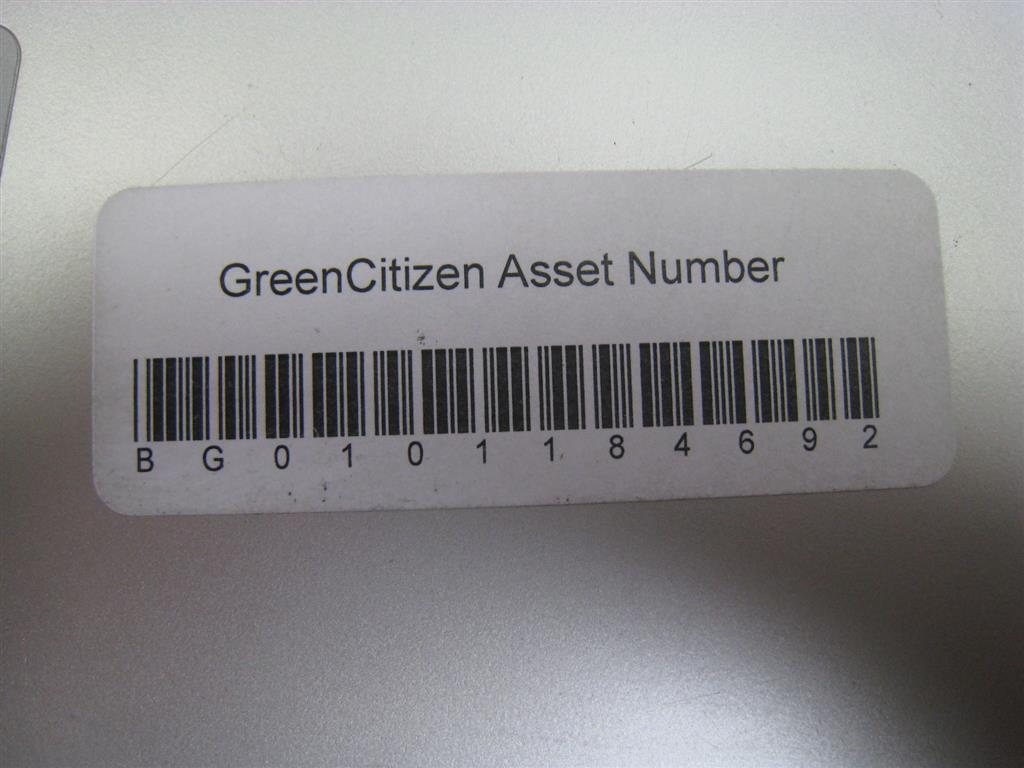 GreenCitizen Asset Number
B G 0 1 0 1 1 8 4 6 9 2